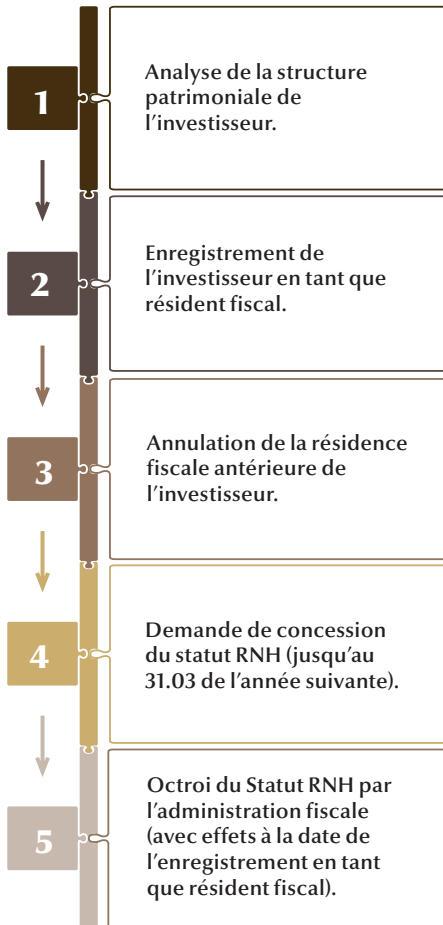 1
Analyse de la structure
patrimoniale de
l’investisseur.
2
Enregistrement de
l’investisseur en tant que
résident fiscal.
3
Annulation de la résidence
fiscale antérieure de
l’investisseur.
4
Demande de concession
du statut RNH (jusqu’au
31.03 de l’année suivante).
5
Octroi du Statut RNH par
l’administration fiscale
(avec effets à la date de
l’enregistrement en tant
que résident fiscal).